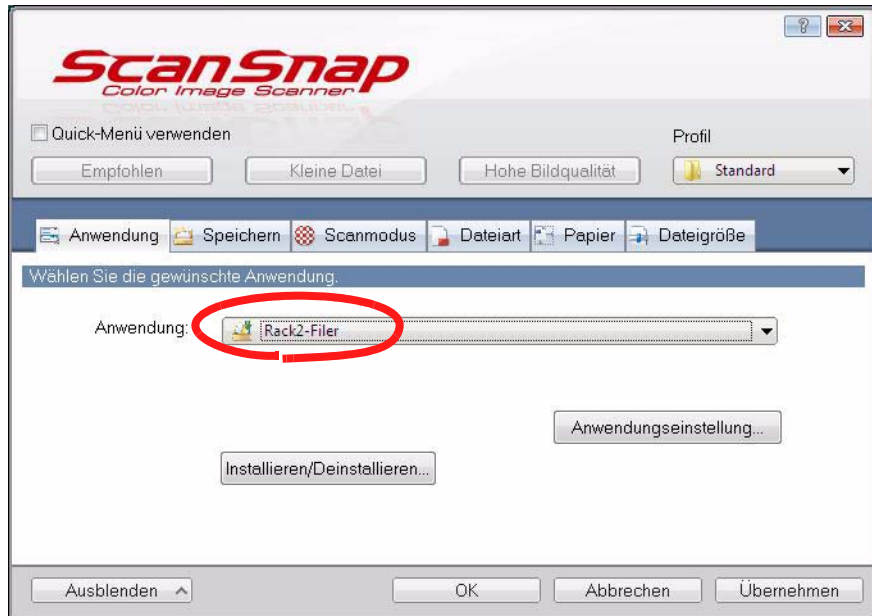 ScanSnap
Color Image Scanner
Quick-Menü verwenden
Profil
Empfohlen
Kleine Datei
Hohe Bildqualität
Standard
Anwendung
Speichern
Scanmodus
Dateiart
Papier
Dateigröße
Wählen Sie die gewünschte Anwendung.
Anwendung:
Rack2-Filer
Anwendungseinstellung...
Installieren/Deinstallieren...
Ausblenden
OK
Abbrechen
Übernehmen